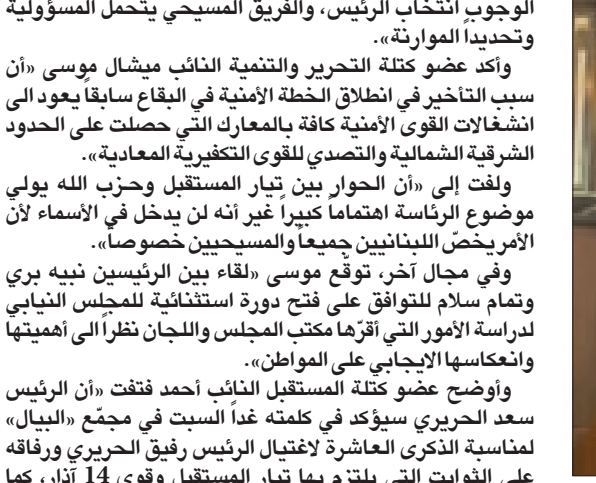 الوجوب انتخاب الرئيس، والفريق المسيحي يتحمل المسؤولية
وتحديداً الموارنة».
وأكد عضو كتلة التحرير والتنمية النائب ميشال موسى «أن
سبب التأخير في انطلاق الخطة الأمنية في البقاع سابقاً يعود الى
انشغالات القوى الأمنية كافة بالمعارك التي حصلت على الحدود
الشرقية الشمالية والتصدي للقوى التكفيرية المعادية».
ولفت إلى «أن الحوار بين تيار المستقبل وحزب الله يولي
موضوع الرئاسة اهتماماً كبيراً غير أنه لن يدخل في الأسماء لأن
الأمر يخصّ اللبنانيين جميعاً والمسيحيين خصوصاً».
وفي مجال آخر، توقّع موسى «لقاء بين الرئيسين نبيه بري
وتمام سلام للتوافق على فتح دورة استثنائية للمجلس النيابي
لدراسة الأمور التي أقرّها مكتب المجلس واللجان نظراً الى أهميتها
وانعكاسها الايجابي على المواطن».
وأوضح عضو كتلة المستقبل النائب أحمد فتفت «أن الرئيس
سعد الحريري سيؤكد في كلمته غداً السبت في مجمّع «البيال»
لمناسبة الذكرى العاشرة لاغتيال الرئيس رفيق الحريري ورفاقه
على الثوابت التي يلتزم بها تيار المستقبل وقوى 14 آذار، كما